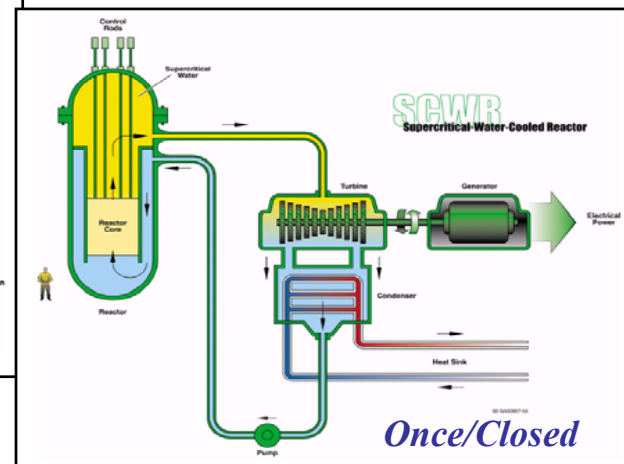 Control
Rods
Supercritical
Water
SCWR
Supercritical-Water-Cooled Reactor
Turbine
Generator
Electrical
Power
Reactor
Core
Reactor
Condenser
Heat Sink
Pump
Once/Closed